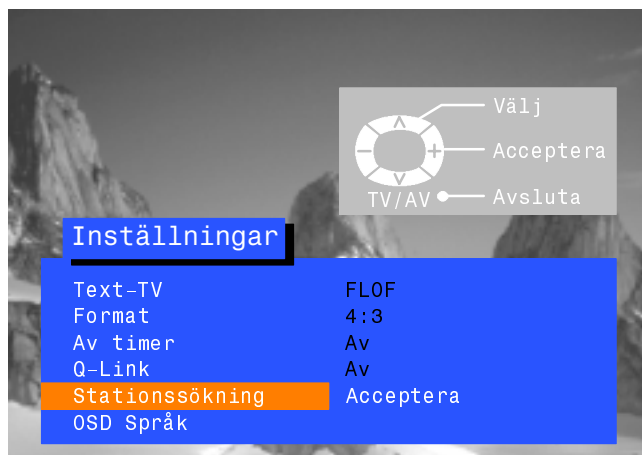 Välj
Acceptera
TV/AV Avsluta
Inställningar
Text-TV FLOF
Format 4:3
Av timer Av
Q-Link Av
Stationssökning Acceptera
OSD Språk